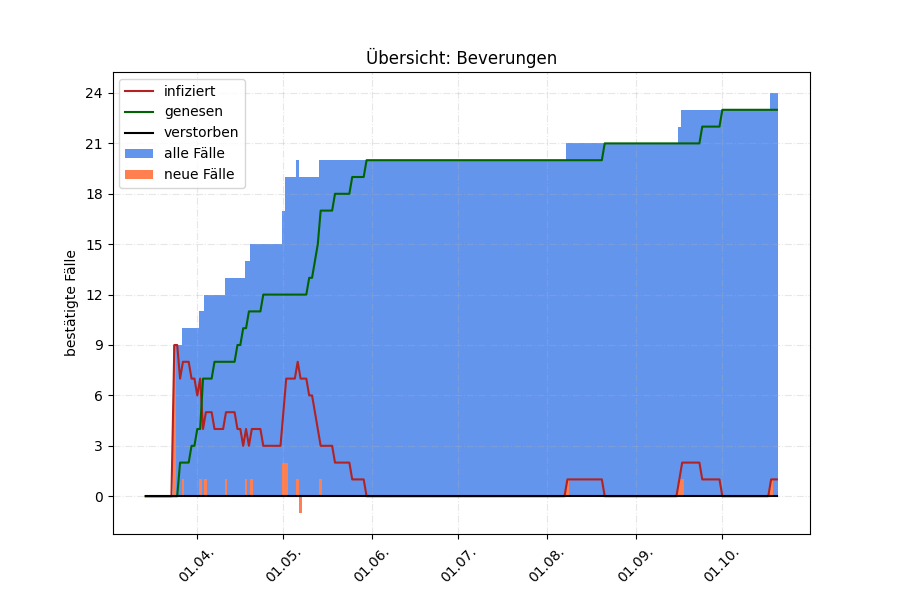 Übersicht: Beverungen
infiziert
genesen
verstorben
alle Fälle
neue Fälle
bestätigte Fälle
24
21
18
15
12
9
6
3
0
01.04.
01.05.
01.06.
01.07.
01.08.
01.09.
01.10.